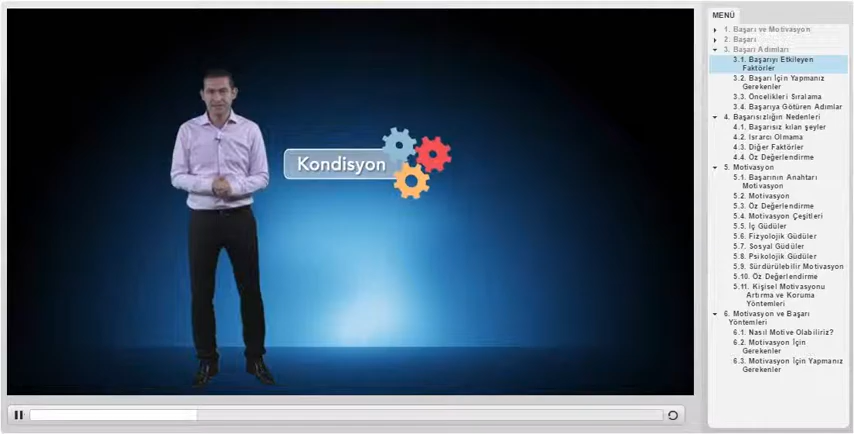 Kondisyon
MENÜ
1. Başarı ve Motivasyon
2. Başarı
3. Başarı Adımları
3.1. Başarıyı Etkileyen
Faktörler
3.2. Başarı İçin Yapmanız
Gerekenler
3.3. Öncelikleri Sıralama
3.4. Başarıya Götüren Adımlar
4. Başarısızlığın Nedenleri
4.1. Başarısız kılan şeyler
4.2. Israrcı Olmama
4.3. Diğer Faktörler
4.4. Öz Değerlendirme
5. Motivasyon
5.1. Başarının Anahtarı
Motivasyon
5.2. Motivasyon
5.3. Öz Değerlendirme
5.4. Motivasyon Çeşitleri
5.5. İç Güdüler
5.6. Fizyolojik Güdüler
5.7. Sosyal Güdüler
5.8. Psikolojik Güdüler
5.9. Sürdürülebilir Motivasyon
5.10. Öz Değerlendirme
5.11. Kişisel Motivasyonu
Artırma ve Koruma
Yöntemleri
6. Motivasyon ve Başarı
Yöntemleri
6.1. Nasıl Motive Olabiliriz?
6.2. Motivasyon İçin
Gerekenler
6.3. Motivasyon İçin Yapmanız
Gerekenler